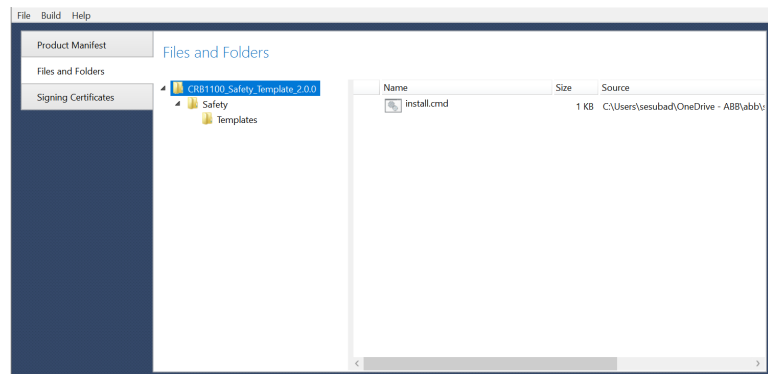 File Build Help
Product Manifest
Files and Folders
Signing Certificates
Files and Folders
CRB1100_Safety_Template_2.0.0
Safety
Templates
Name Size Source
install.cmd 1 KB C:\Users\sesubad\OneDrive - ABB\abb\